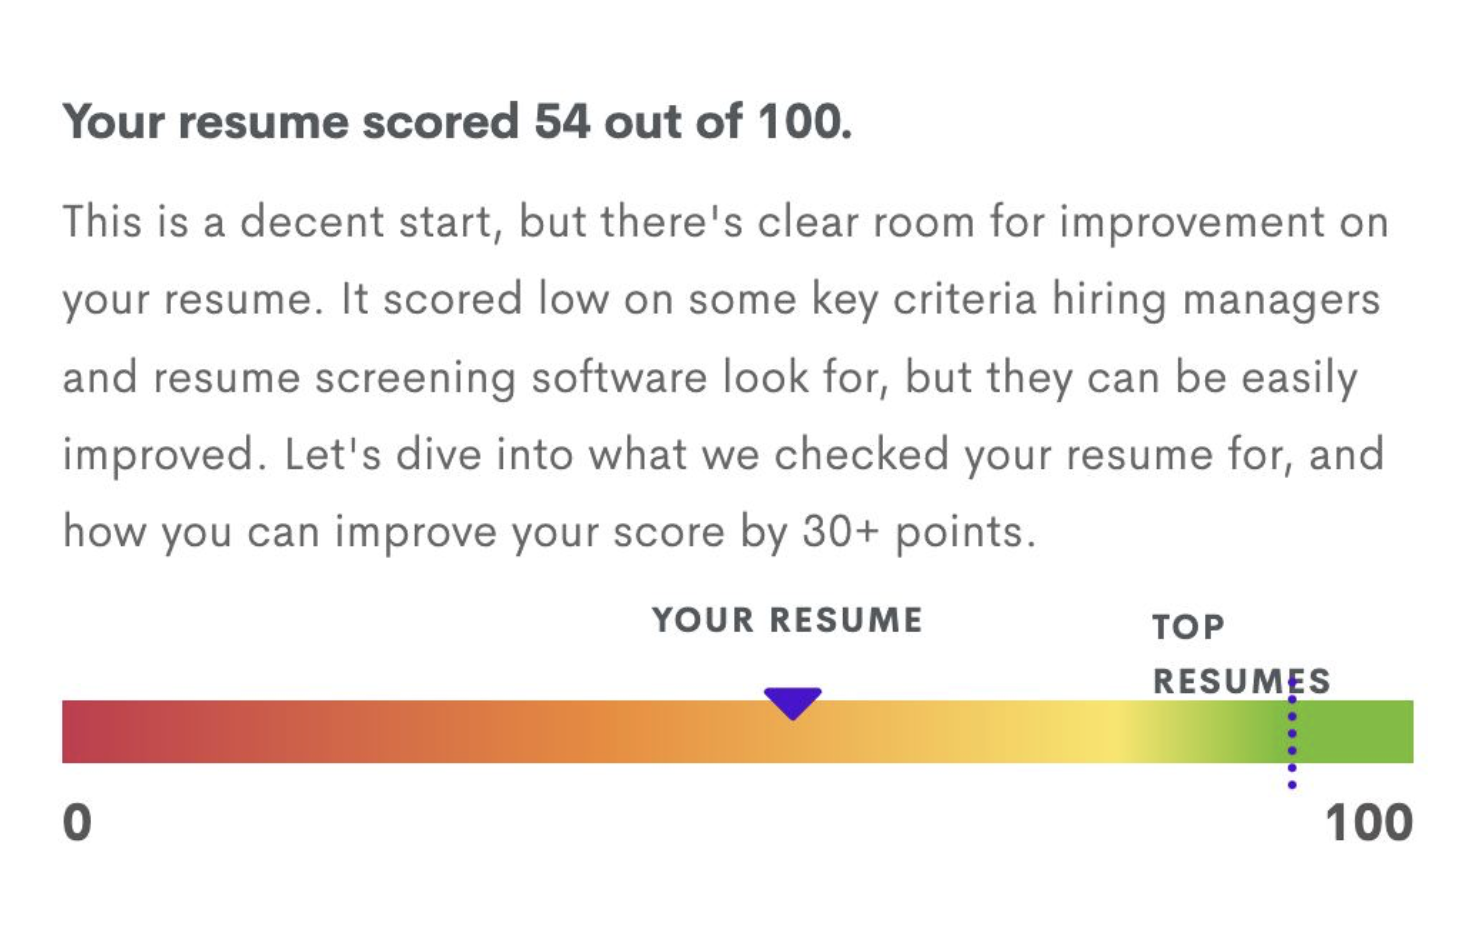 Your resume scored 54 out of 100.
This is a decent start, but there's clear room for improvement on
your resume. It scored low on some key criteria hiring managers
and resume screening software look for, but they can be easily
improved. Let's dive into what we checked your resume for, and
how you can improve your score by 30+ points.
YOUR RESUME
TOP
RESUMES
0
100